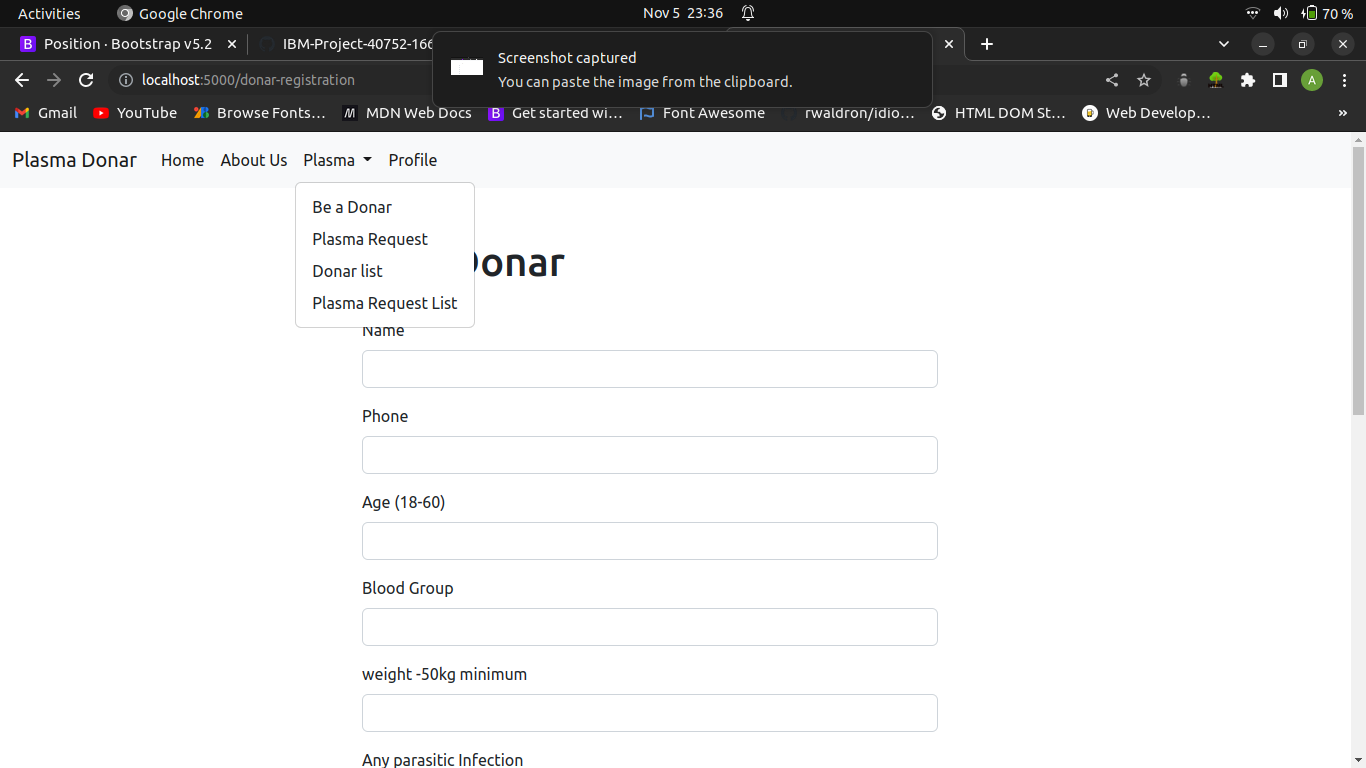 Activities Google Chrome Nov 5 23:36 70 %
Position · Bootstrap v5.2 IBM-Project-40752-166
Screenshot captured
You can paste the image from the clipboard.
localhost:5000/donar-registration A
Gmail YouTube Browse Fonts… MDN Web Docs Get started wi… Font Awesome rwaldron/idio… HTML DOM St… Web Develop… »
Plasma Donar Home About Us Plasma Profile
Be a Donar
Plasma Request
Donar list
Plasma Request List
Donar
Name
Phone
Age (18-60)
Blood Group
weight -50kg minimum
Any parasitic Infection